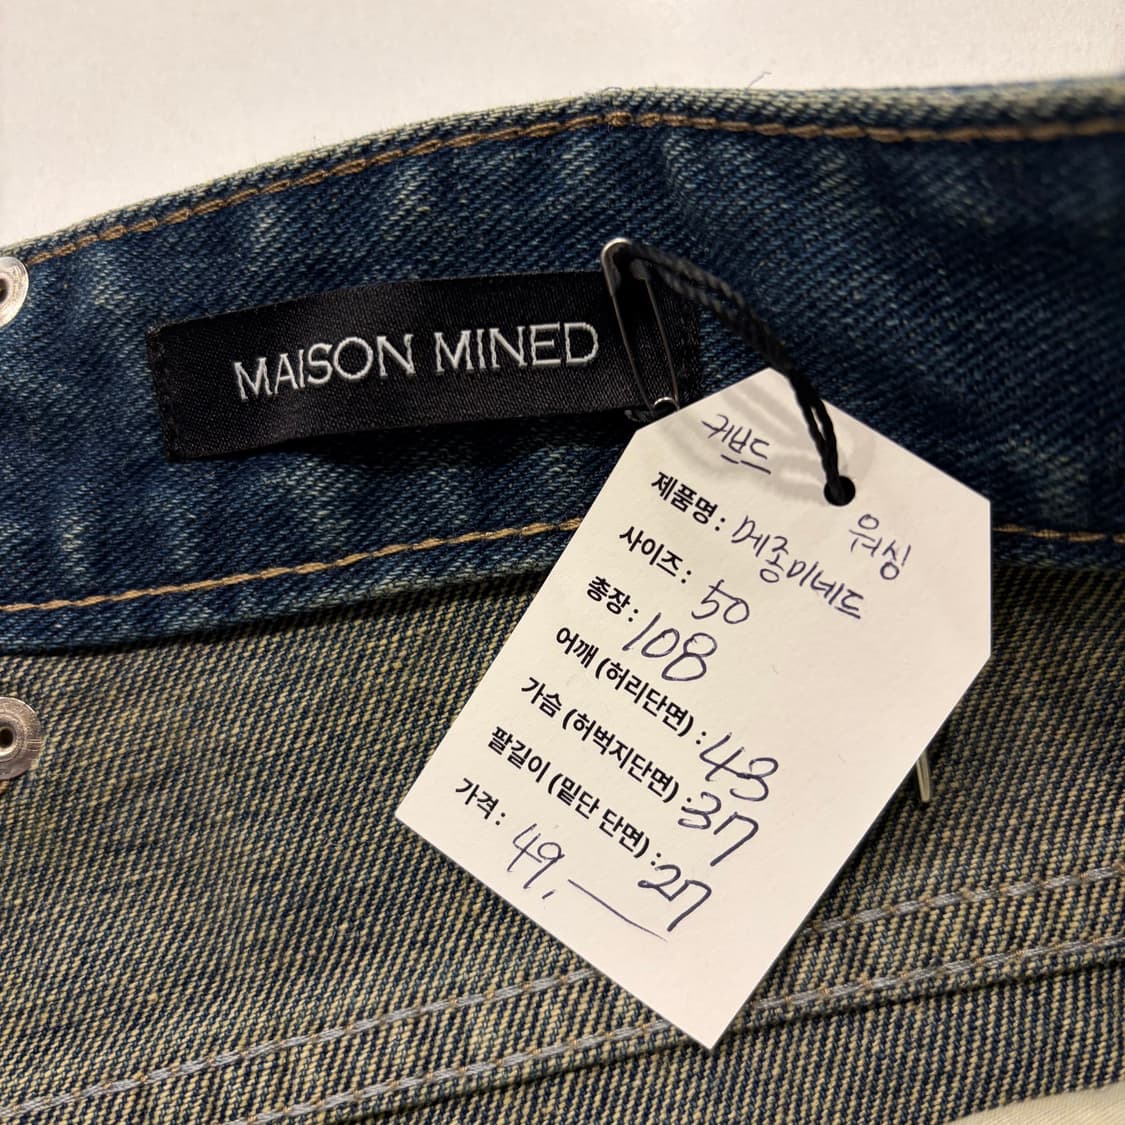 MAISON MINED
커브드
워싱
제품명 : 메종미네드
사이즈 : 50
총장 : 108
어깨 (허리단면) : 43
가슴 (허벅지단면) : 37
팔길이 (밑단 단면) : 27
가격 : 49,—